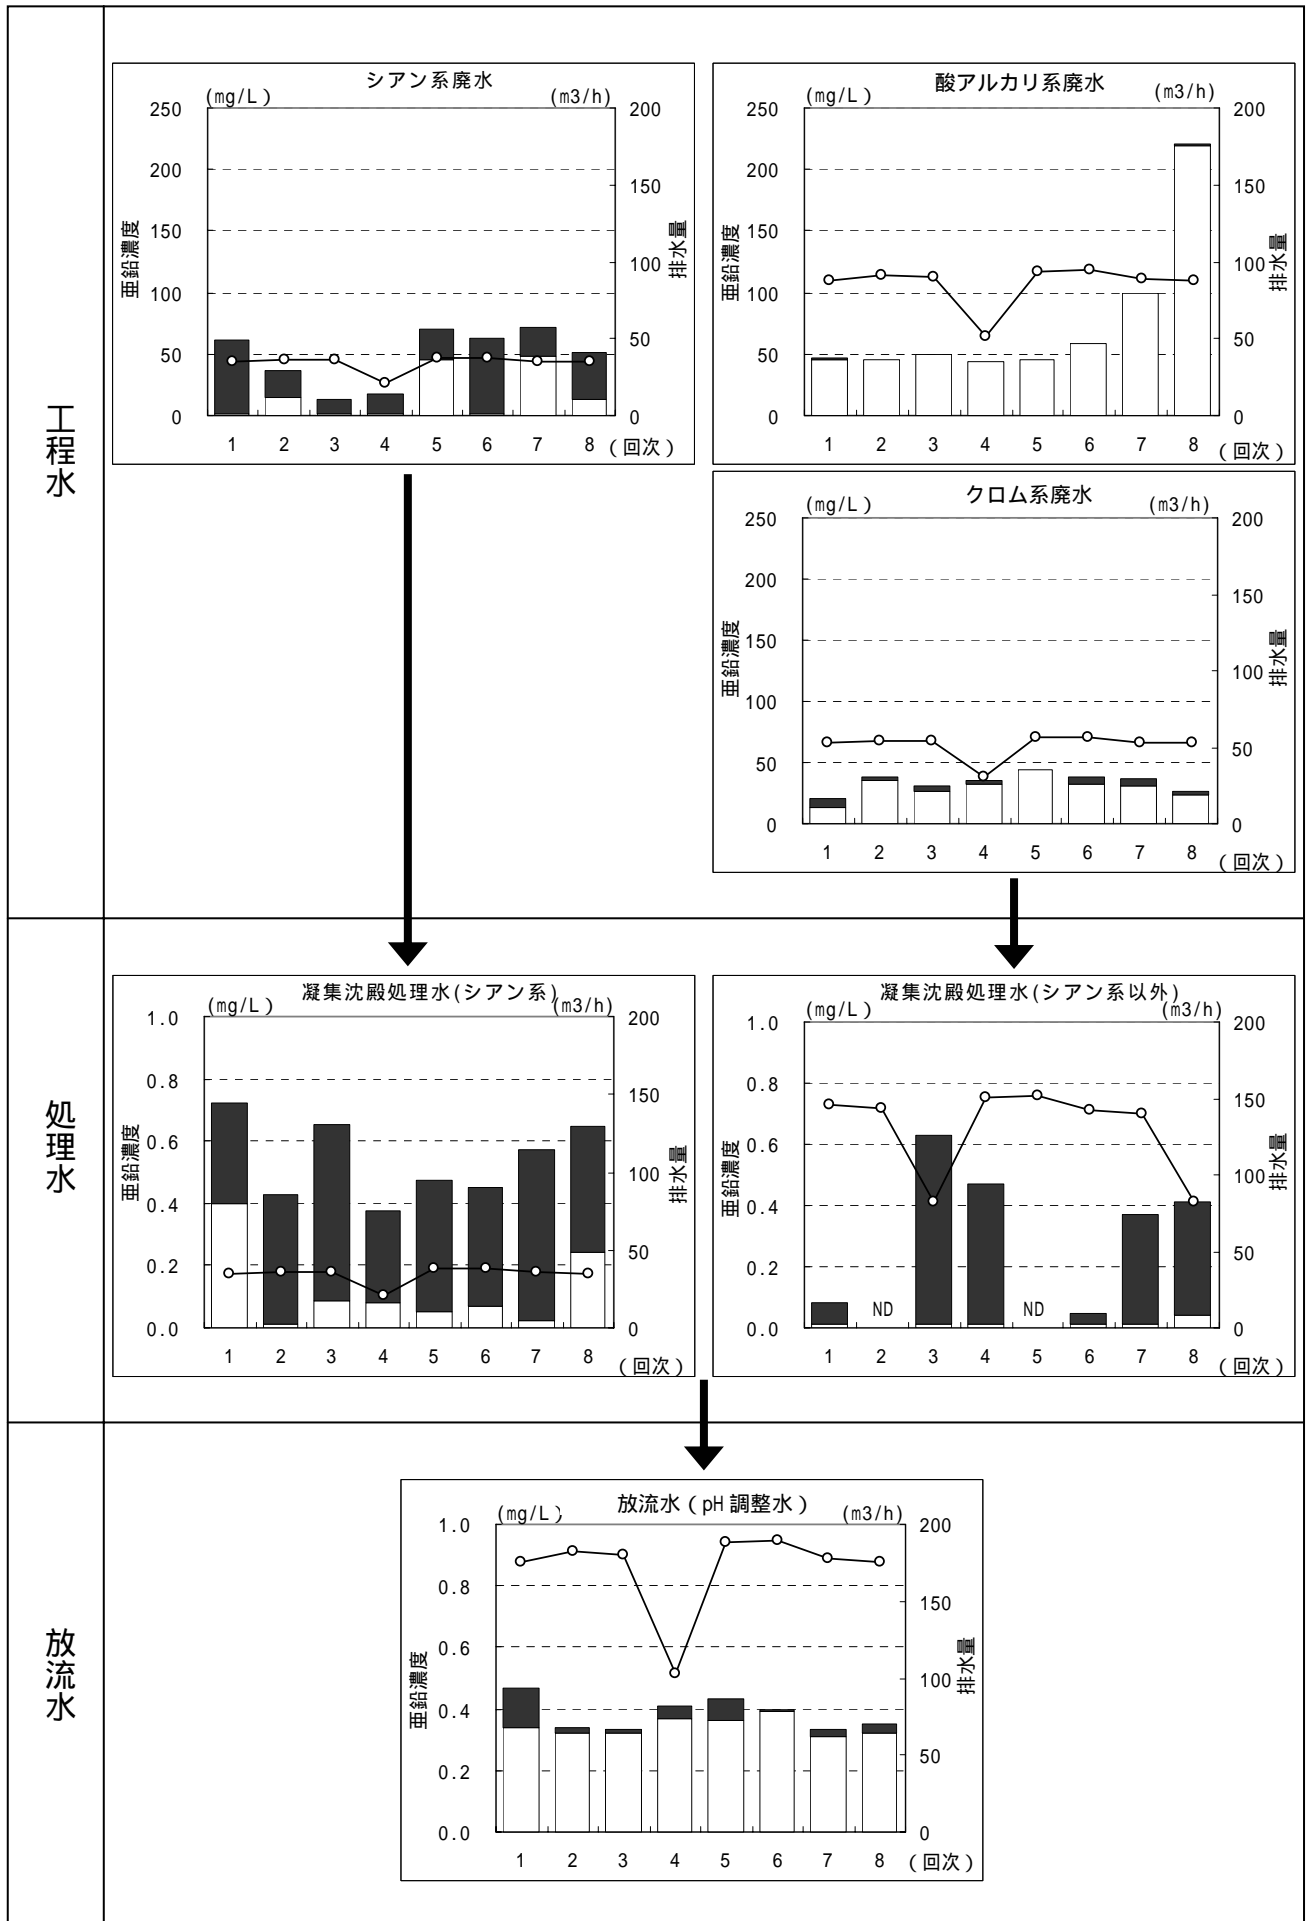 工程水
シアン系廃水
(mg/L)
(m3/h)
250
200
150
100
50
0
亜鉛濃度
200
150
100
50
0
排水量
1 2 3 4 5 6 7 8 (回次)
酸アルカリ系廃水
(mg/L)
(m3/h)
250
200
150
100
50
0
亜鉛濃度
200
150
100
50
0
排水量
1 2 3 4 5 6 7 8 (回次)
クロム系廃水
(mg/L)
(m3/h)
250
200
150
100
50
0
亜鉛濃度
200
150
100
50
0
排水量
1 2 3 4 5 6 7 8 (回次)
処理水
凝集沈殿処理水(シアン系)
(mg/L)
(m3/h)
1.0
0.8
0.6
0.4
0.2
0.0
亜鉛濃度
200
150
100
50
0
排水量
1 2 3 4 5 6 7 8 (回次)
凝集沈殿処理水(シアン系以外)
(mg/L)
(m3/h)
1.0
0.8
0.6
0.4
0.2
0.0
亜鉛濃度
ND ND
200
150
100
50
0
排水量
1 2 3 4 5 6 7 8 (回次)
放流水
放流水(pH調整水)
(mg/L)
(m3/h)
1.0
0.8
0.6
0.4
0.2
0.0
亜鉛濃度
200
150
100
50
0
排水量
1 2 3 4 5 6 7 8 (回次)